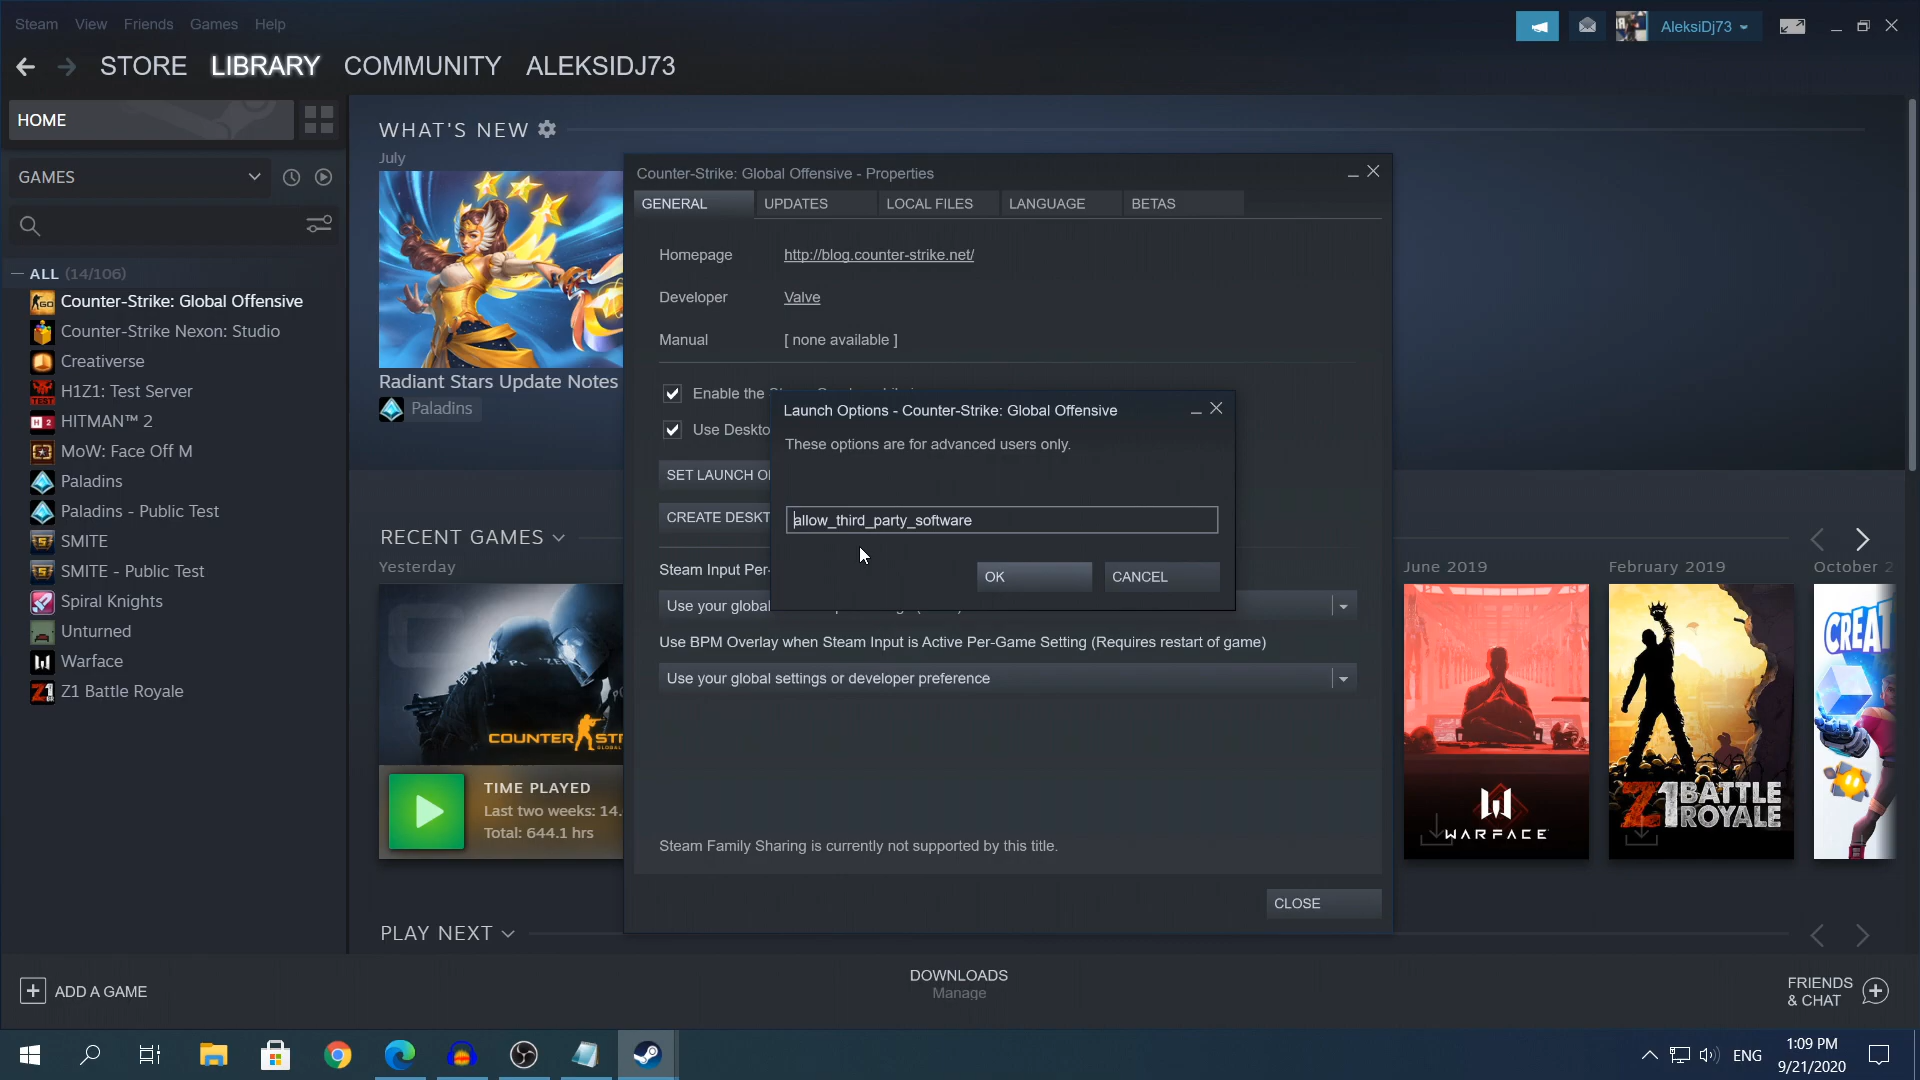 Steam View Friends Games Help
AleksiDj73
STORE LIBRARY COMMUNITY ALEKSIDJ73
HOME
WHAT'S NEW
July
GAMES
Counter-Strike: Global Offensive - Properties
GENERAL UPDATES LOCAL FILES LANGUAGE BETAS
Homepage http://blog.counter-strike.net/
Developer Valve
Manual [ none available ]
ALL (14/106)
Counter-Strike: Global Offensive
Counter-Strike Nexon: Studio
Creativerse
H1Z1: Test Server
HITMAN™ 2
MoW: Face Off M
Paladins
Paladins - Public Test
SMITE
SMITE - Public Test
Spiral Knights
Unturned
Warface
Z1 Battle Royale
Radiant Stars Update Notes
Paladins
Enable the
Use Deskto
SET LAUNCH O
CREATE DESKT
Launch Options - Counter-Strike: Global Offensive
These options are for advanced users only.
allow_third_party_software
OK CANCEL
Steam Input Per-
Use your global
Use BPM Overlay when Steam Input is Active Per-Game Setting (Requires restart of game)
Use your global settings or developer preference
Steam Family Sharing is currently not supported by this title.
CLOSE
RECENT GAMES
Yesterday
June 2019
February 2019
October 2
COUNTER STR
GLOBAL
TIME PLAYED
Last two weeks: 14.
Total: 644.1 hrs
WARFACE
Z1 BATTLE
ROYALE
CREAT
PLAY NEXT
ADD A GAME
DOWNLOADS
Manage
FRIENDS
& CHAT
ENG
1:09 PM
9/21/2020